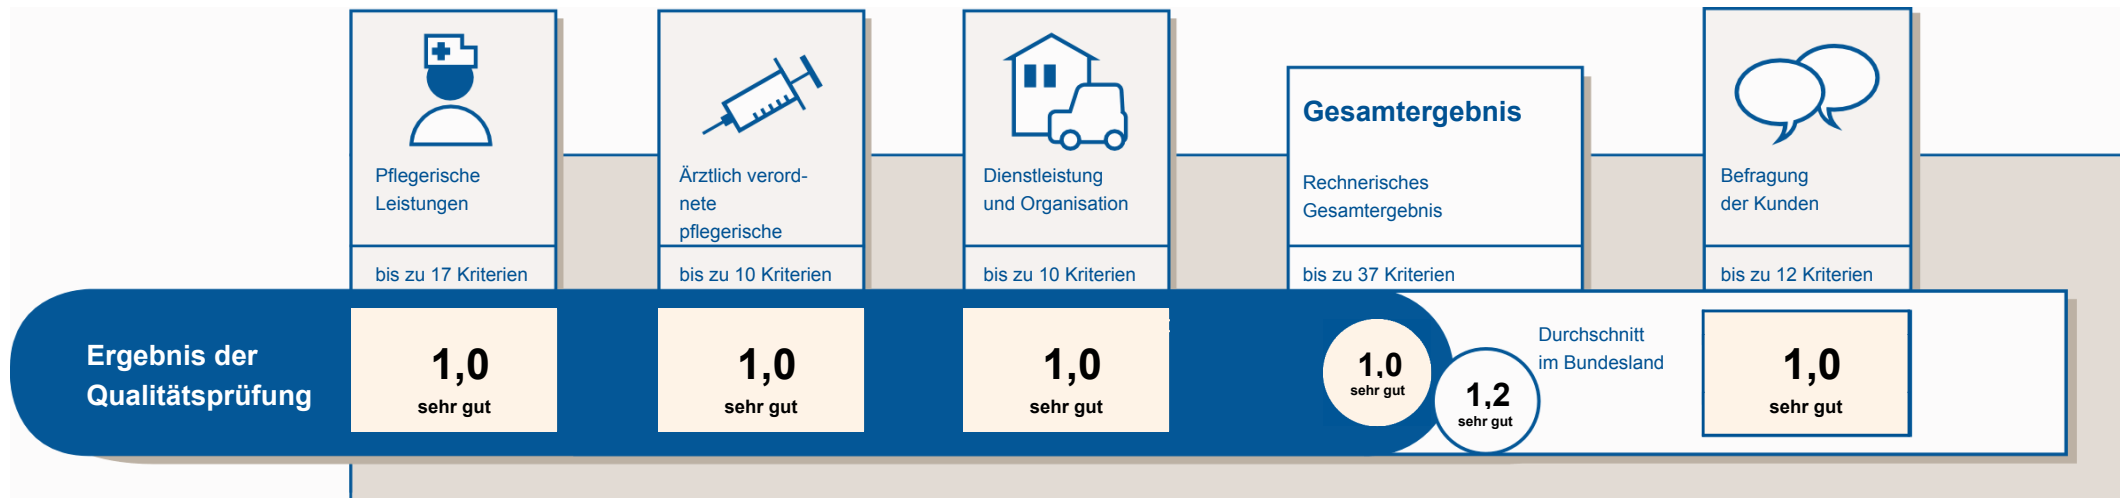 Pflegerische
Leistungen
bis zu 17 Kriterien
Ärztlich verord-
nete
pflegerische
bis zu 10 Kriterien
Dienstleistung
und Organisation
bis zu 10 Kriterien
Gesamtergebnis
Rechnerisches
Gesamtergebnis
bis zu 37 Kriterien
Befragung
der Kunden
bis zu 12 Kriterien
Ergebnis der
Qualitätsprüfung
1,0
sehr gut
1,0
sehr gut
1,0
sehr gut
1,0
sehr gut
1,2
sehr gut
Durchschnitt
im Bundesland
1,0
sehr gut